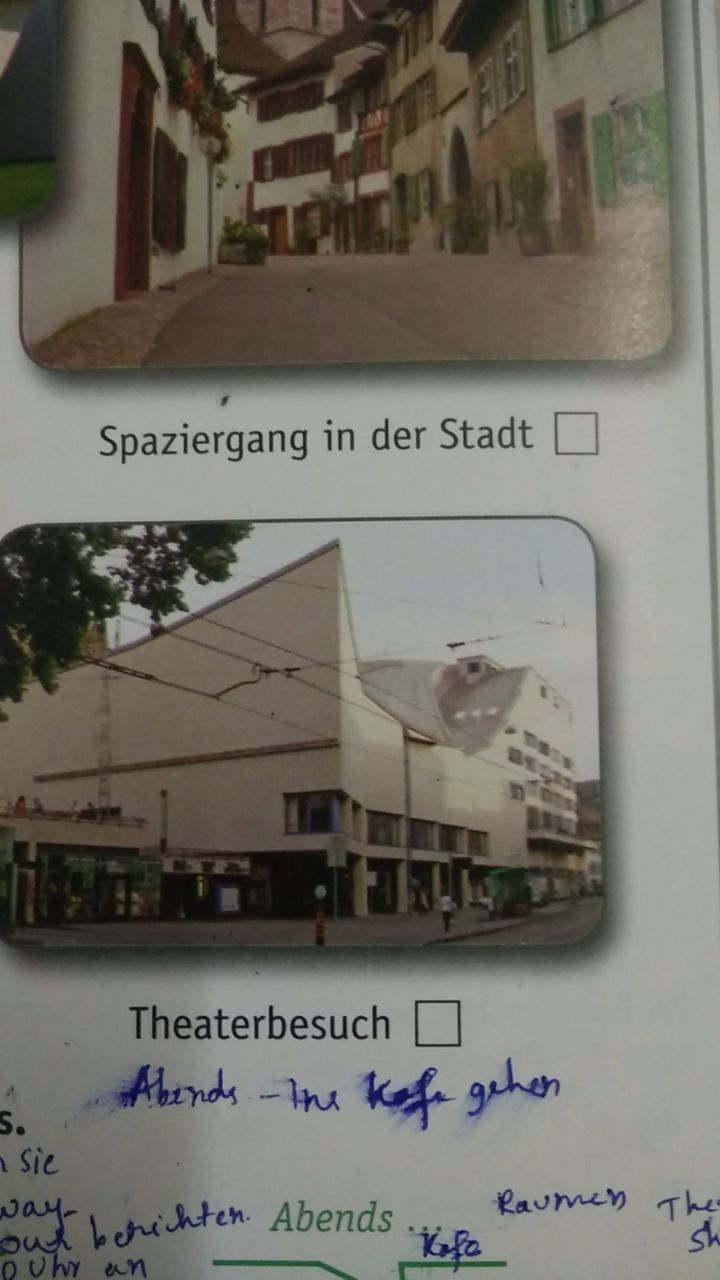 Spaziergang in der Stadt
Theaterbesuch
Abends - Ins Kafe gehen
s.
n sie
way-
our berichten.
Abends ...
Raumen
The
Kafe
Sh
0 Uhr an